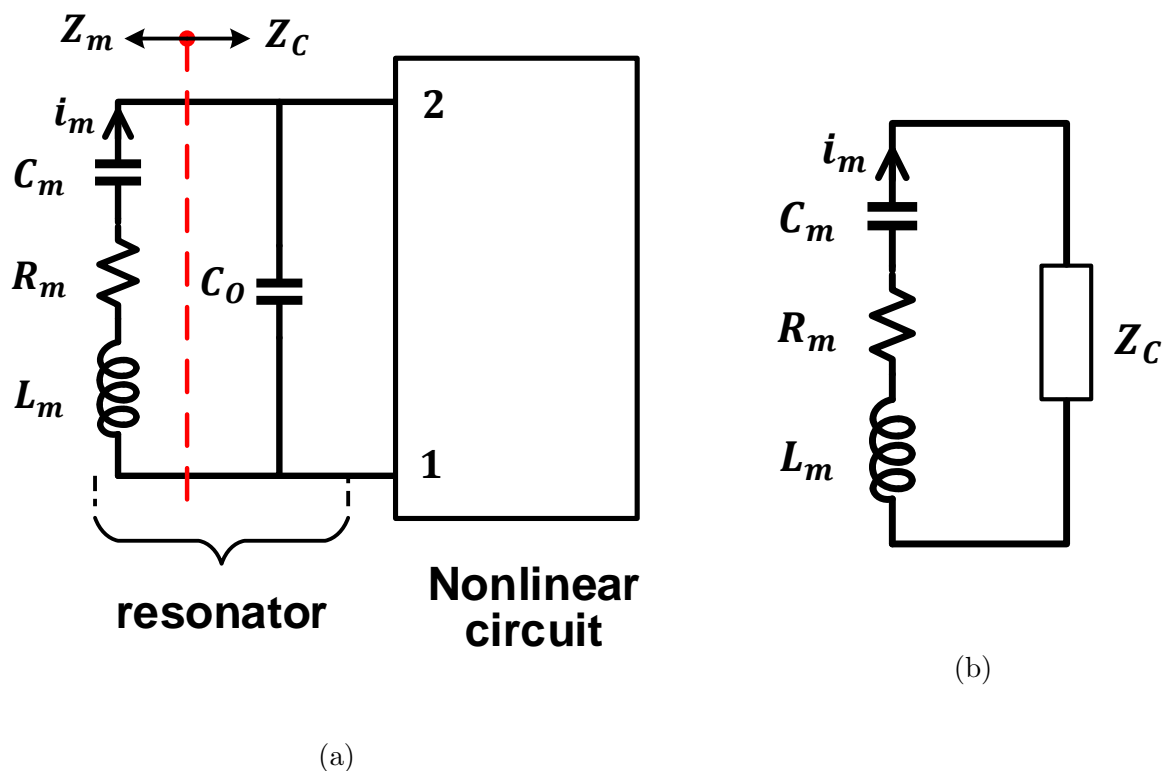 Z_m Z_C
i_m
C_m
R_m
L_m
C_O
2
1
resonator
Nonlinear
circuit
(a)
i_m
C_m
R_m
L_m
Z_C
(b)